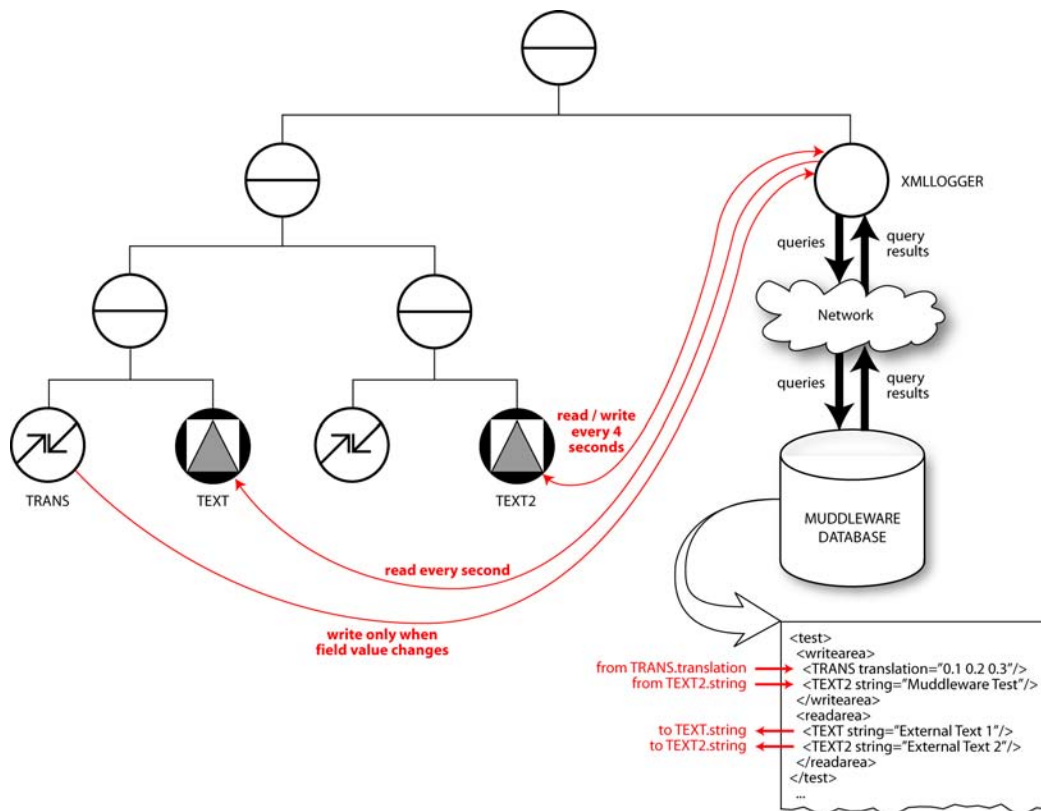 XMLLOGGER
queries
query
results
Network
queries
query
results
read / write
every 4
seconds
TRANS
TEXT
TEXT2
MUDDLEWARE
DATABASE
read every second
write only when
field value changes
<test>
<writearea>
from TRANS.translation
<TRANS translation="0.1 0.2 0.3"/>
from TEXT2.string
<TEXT2 string="Muddleware Test"/>
</writearea>
<readarea>
to TEXT.string
<TEXT string="External Text 1"/>
to TEXT2.string
<TEXT2 string="External Text 2"/>
</readarea>
</test>
...